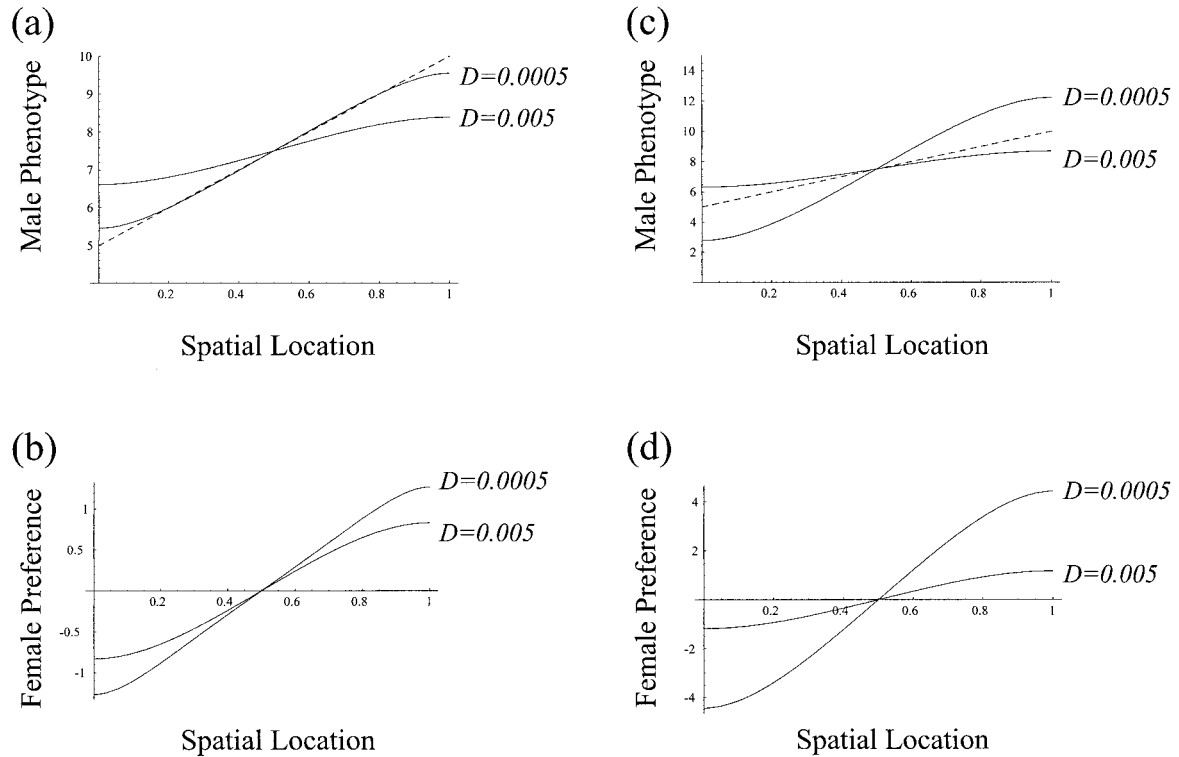 (a)
Male Phenotype
10
9
8
7
6
5
0.2 0.4 0.6 0.8 1
D=0.0005
D=0.005
Spatial Location
(c)
Male Phenotype
14
12
10
8
6
4
2
0.2 0.4 0.6 0.8 1
D=0.0005
D=0.005
Spatial Location
(b)
Female Preference
1
0.5
-0.5
-1
0.2 0.4 0.6 0.8 1
D=0.0005
D=0.005
Spatial Location
(d)
Female Preference
4
2
-2
-4
0.2 0.4 0.6 0.8 1
D=0.0005
D=0.005
Spatial Location